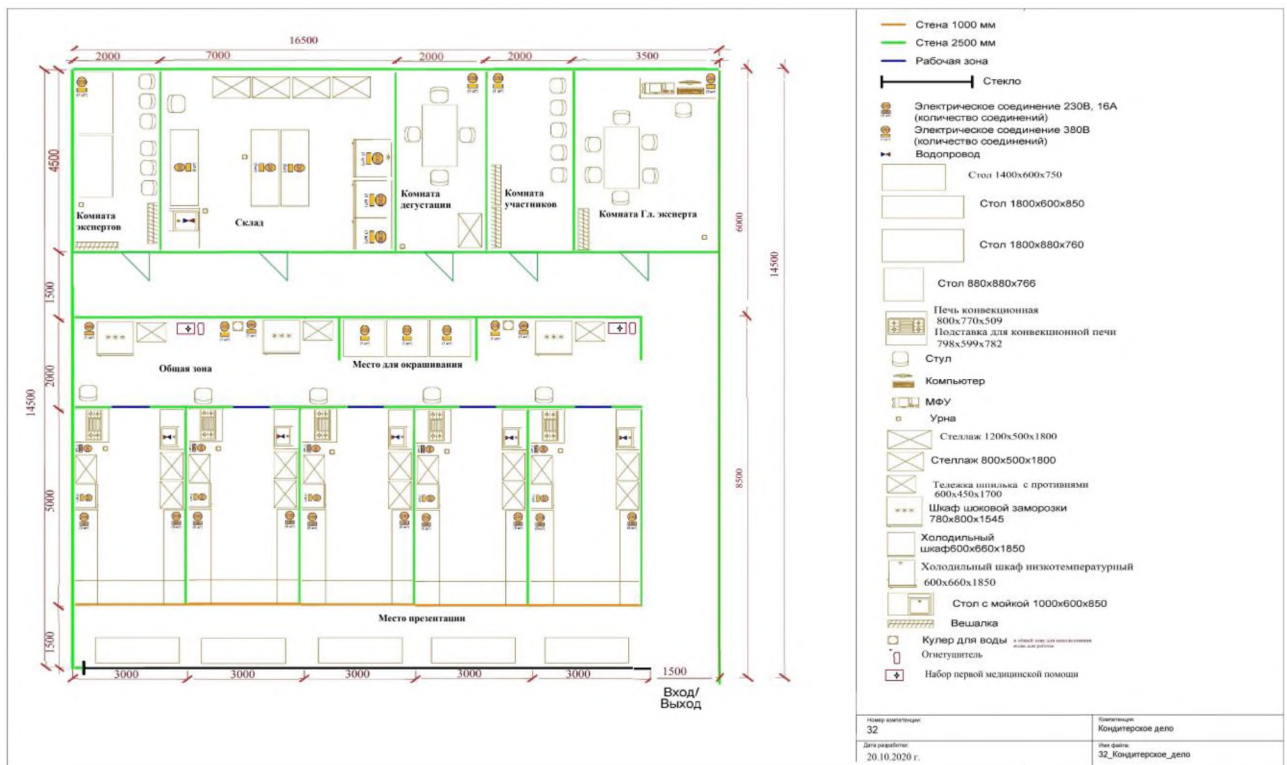 16500
2000
7000
2000
2000
3500
4500
1500
2000
5000
1500
14500
6000
8500
14500
Комната
экспертов
Склад
Комната
дегустации
Комната
участников
Комната Гл. эксперта
Общая зона
Место для окрашивания
Место презентации
3000
3000
3000
3000
3000
1500
Вход/
Выход
Стена 1000 мм
Стена 2500 мм
Рабочая зона
Стекло
Электрическое соединение 230В, 16А
(количество соединений)
Электрическое соединение 380В
(количество соединений)
Водопровод
Стол 1400х600х750
Стол 1800х600х850
Стол 1800х880х760
Стол 880х880х766
Печь конвекционная
800х770х509
Подставка для конвекционной печи
798х599х782
Стул
Компьютер
МФУ
Урна
Стеллаж 1200х500х1800
Стеллаж 800х500х1800
Тележка шпилька с противнями
600х450х1700
Шкаф шоковой заморозки
780х800х1545
Холодильный
шкаф600х660х1850
Холодильный шкаф низкотемпературный
600х660х1850
Стол с мойкой 1000х600х850
Вешалка
Кулер для воды
Огнетушитель
Набор первой медицинской помощи
Номер компетенции:
32
Компетенция:
Кондитерское дело
Дата разработки:
20.10.2020 г.
Имя файла:
32_Кондитерское_дело